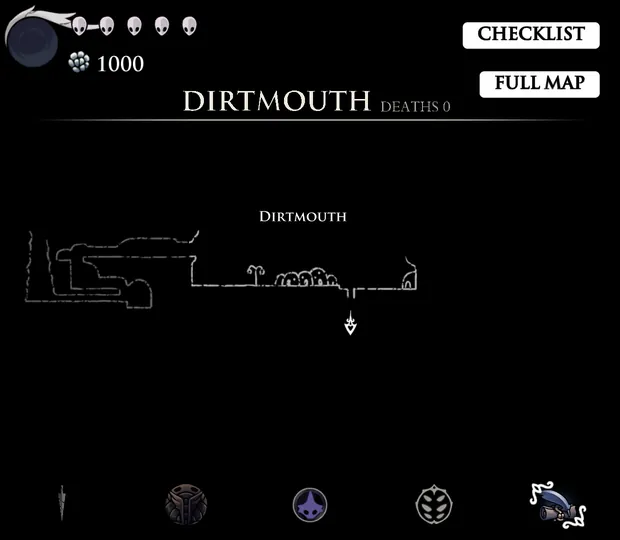 CHECKLIST
1000
FULL MAP
DIRTMOUTH DEATHS 0
DIRTMOUTH